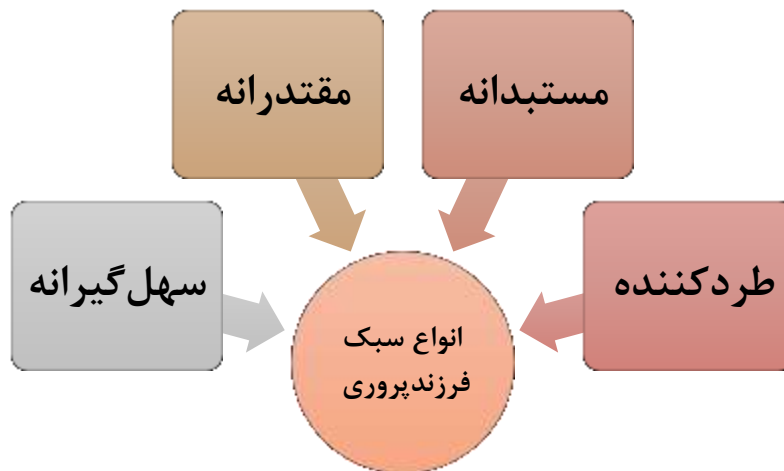 مستبدانه
مقتدرانه
طردکننده
سهل‌گیرانه
انواع سبک
فرزندپروری